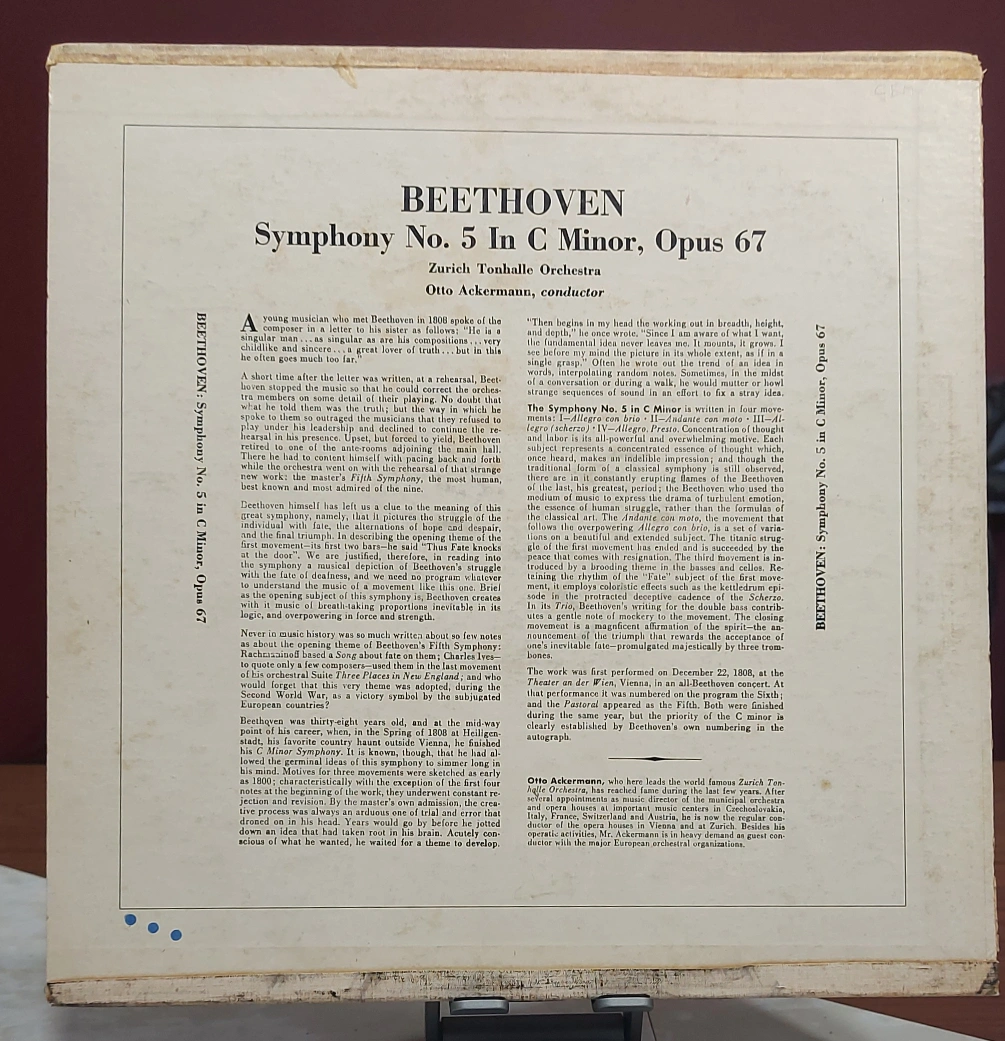 BEETHOVEN
Symphony No. 5 In C Minor, Opus 67
Zurich Tonhalle Orchestra
Otto Ackermann, conductor
BEETHOVEN: Symphony No. 5 in C Minor, Opus 67
A young musician who met Beethoven in 1808 spoke of the
composer in a letter to his sister as follows: "He is a
singular man . . . as singular as are his compositions . . . very
childlike and sincere . . . a great lover of truth . . . but in this
he often goes much too far."
A short time after the letter was written, at a rehearsal, Beet-
hoven stopped the music so that he could correct the orches-
tra members on some detail of their playing. No doubt that
what he told them was the truth; but the way in which he
spoke to them so outraged the musicians that they refused to
play under his leadership and declined to continue the re-
hearsal in his presence. Upset, but forced to yield, Beethoven
retired to one of the ante-rooms adjoining the main hall.
There he had to content himself with pacing back and forth
while the orchestra went on with the rehearsal of that strange
new work: the master's Fifth Symphony, the most human,
best known and most admired of the nine.
Beethoven himself has left us a clue to the meaning of this
great symphony, namely, that it pictures the struggle of the
individual with fate, the alternations of hope and despair,
and the final triumph. In describing the opening theme of the
first movement—its first two bars—he said "Thus Fate knocks
at the door". We are justified, therefore, in reading into
the symphony a musical depiction of Beethoven's struggle
with the fate of deafness, and we need no program whatever
to understand the music of a movement like this one. Brief
as the opening subject of this symphony is, Beethoven creates
with it music of breath-taking proportions inevitable in its
logic, and overpowering in force and strength.
Never in music history was so much written about so few notes
as about the opening theme of Beethoven's Fifth Symphony:
Rachmaninoff based a Song about fate on them; Charles Ives—
to quote only a few composers—used them in the last movement
of his orchestral Suite Three Places in New England; and who
would forget that this very theme was adopted, during the
Second World War, as a victory symbol by the subjugated
European countries?
Beethoven was thirty-eight years old, and at the mid-way
point of his career, when, in the Spring of 1808 at Heiligen-
stadt, his favorite country haunt outside Vienna, he finished
his C Minor Symphony. It is known, though, that he had al-
lowed the germinal ideas of this symphony to simmer long in
his mind. Motives for three movements were sketched as early
as 1800; characteristically with the exception of the first four
notes at the beginning of the work, they underwent constant re-
jection and revision. By the master's own admission, the crea-
tive process was always an arduous one of trial and error that
droned on in his head. Years would go by before he jotted
down an idea that had taken root in his brain. Acutely con-
scious of what he wanted, he waited for a theme to develop.
"Then begins in my head the working out in breadth, height,
and depth," he once wrote. "Since I am aware of what I want,
the fundamental idea never leaves me. It mounts, it grows. I
see before my mind the picture in its whole extent, as if in a
single grasp." Often he wrote out the trend of an idea in
words, interpolating random notes. Sometimes, in the midst
of a conversation or during a walk, he would mutter or howl
strange sequences of sound in an effort to fix a stray idea.
The Symphony No. 5 in C Minor is written in four move-
ments: I—Allegro con brio · II—Andante con moto · III—Al-
legro (scherzo) · IV—Allegro, Presto. Concentration of thought
and labor is its all-powerful and overwhelming motive. Each
subject represents a concentrated essence of thought which,
once heard, makes an indelible impression; and though the
traditional form of a classical symphony is still observed,
there are in it constantly erupting flames of the Beethoven
of the last, his greatest, period; the Beethoven who used the
medium of music to express the drama of turbulent emotion,
the essence of human struggle, rather than the formulas of
the classical art. The Andante con moto, the movement that
follows the overpowering Allegro con brio, is a set of varia-
tions on a beautiful and extended subject. The titanic strug-
gle of the first movement has ended and is succeeded by the
peace that comes with resignation. The third movement is in-
troduced by a brooding theme in the basses and cellos. Re-
teining the rhythm of the "Fate" subject of the first move-
ment, it employs coloristic effects such as the kettledrum epi-
sode in the protracted deceptive cadence of the Scherzo.
In its Trio, Beethoven's writing for the double bass contrib-
utes a gentle note of mockery to the movement. The closing
movement is a magnificent affirmation of the spirit—the an-
nouncement of the triumph that rewards the acceptance of
one's inevitable fate—promulgated majestically by three trom-
bones.
The work was first performed on December 22, 1808, at the
Theater an der Wien, Vienna, in an all-Beethoven concert. At
that performance it was numbered on the program the Sixth;
and the Pastoral appeared as the Fifth. Both were finished
during the same year, but the priority of the C minor is
clearly established by Beethoven's own numbering in the
autograph.
Otto Ackermann, who here leads the world famous Zurich Ton-
halle Orchestra, has reached fame during the last few years. After
several appointments as music director of the municipal orchestra
and opera houses at important music centers in Czechoslovakia,
Italy, France, Switzerland and Austria, he is now the regular con-
ductor of the opera houses in Vienna and at Zurich. Besides his
operatic activities, Mr. Ackermann is in heavy demand as guest con-
ductor with the major European orchestral organizations.
BEETHOVEN: Symphony No. 5 in C Minor, Opus 67